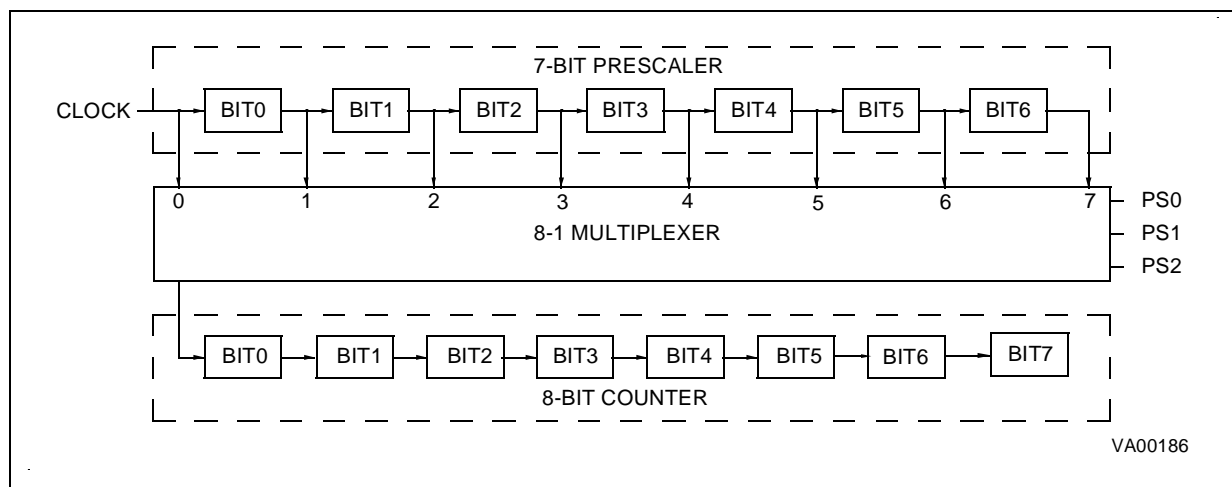 7-BIT PRESCALER
CLOCK BIT0 BIT1 BIT2 BIT3 BIT4 BIT5 BIT6
0 1 2 3 4 5 6 7
8-1 MULTIPLEXER
PS0
PS1
PS2
BIT0 BIT1 BIT2 BIT3 BIT4 BIT5 BIT6 BIT7
8-BIT COUNTER
VA00186